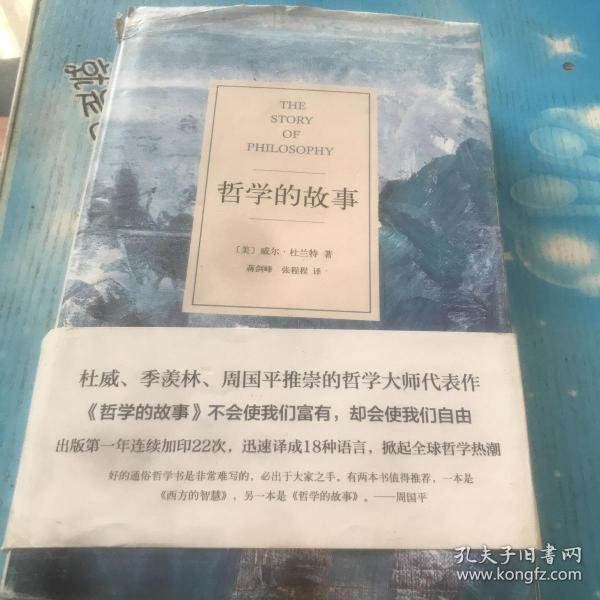 THE
STORY
OF
PHILOSOPHY
哲学的故事
〔美〕威尔·杜兰特 著
蒋剑峰 张程程 译
杜威、季羡林、周国平推崇的哲学大师代表作
《哲学的故事》不会使我们富有，却会使我们自由
出版第一年连续加印22次，迅速译成18种语言，掀起全球哲学热潮
好的通俗哲学书是非常难写的，必出于大家之手。有两本书值得推荐，一本是
《西方的智慧》，另一本是《哲学的故事》。——周国平
孔夫子旧书网
www.kongfz.com